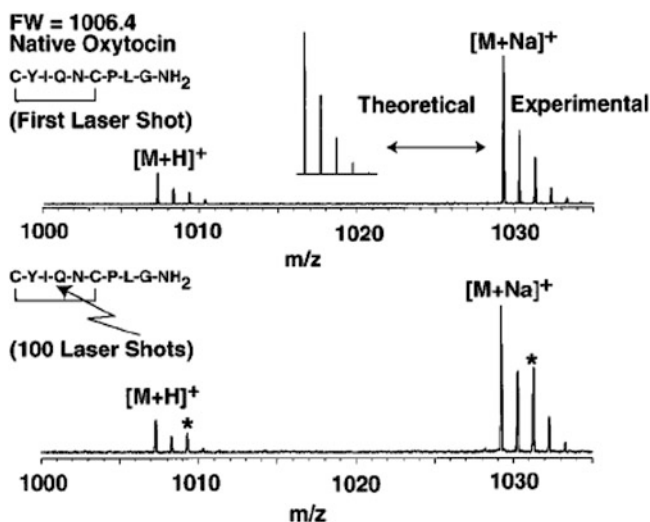 FW = 1006.4
Native Oxytocin
C-Y-I-Q-N-C-P-L-G-NH2
(First Laser Shot)
[M+H]+
[M+Na]+
Theoretical
Experimental
1000
1010
1020
1030
m/z
C-Y-I-Q-N-C-P-L-G-NH2
(100 Laser Shots)
[M+H]+
*
[M+Na]+
*
1000
1010
1020
1030
m/z